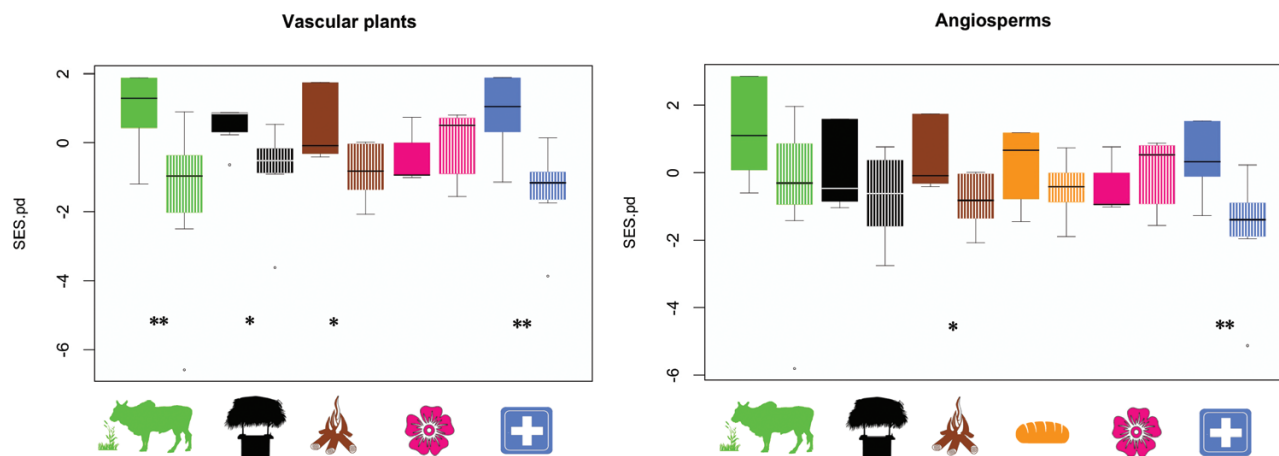 Vascular plants
SES.pd
2
0
-2
-4
-6
** * * **
Angiosperms
SES.pd
2
0
-2
-4
-6
* **